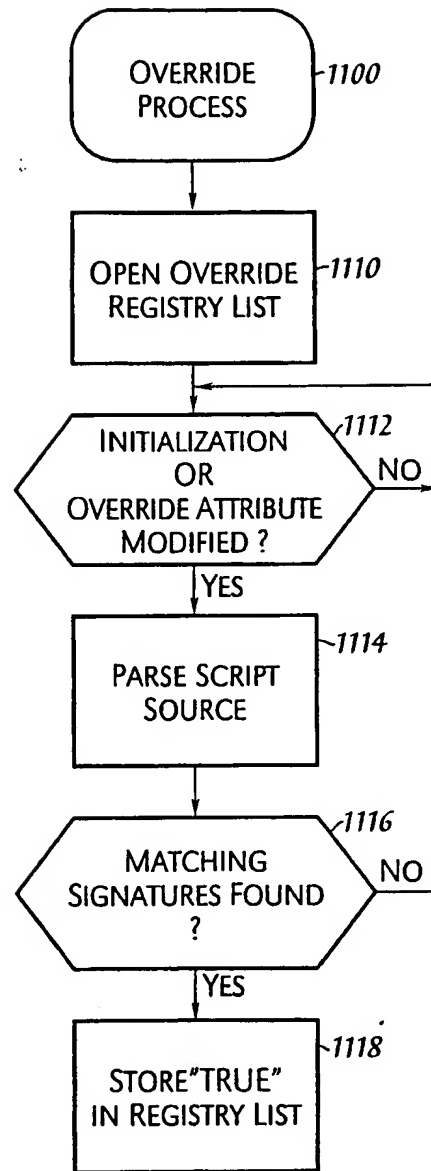 OVERRIDE
PROCESS
1100
OPEN OVERRIDE
REGISTRY LIST
1110
INITIALIZATION
OR
OVERRIDE ATTRIBUTE
MODIFIED ?
1112
NO
YES
PARSE SCRIPT
SOURCE
1114
MATCHING
SIGNATURES FOUND
?
1116
NO
YES
STORE"TRUE"
IN REGISTRY LIST
1118